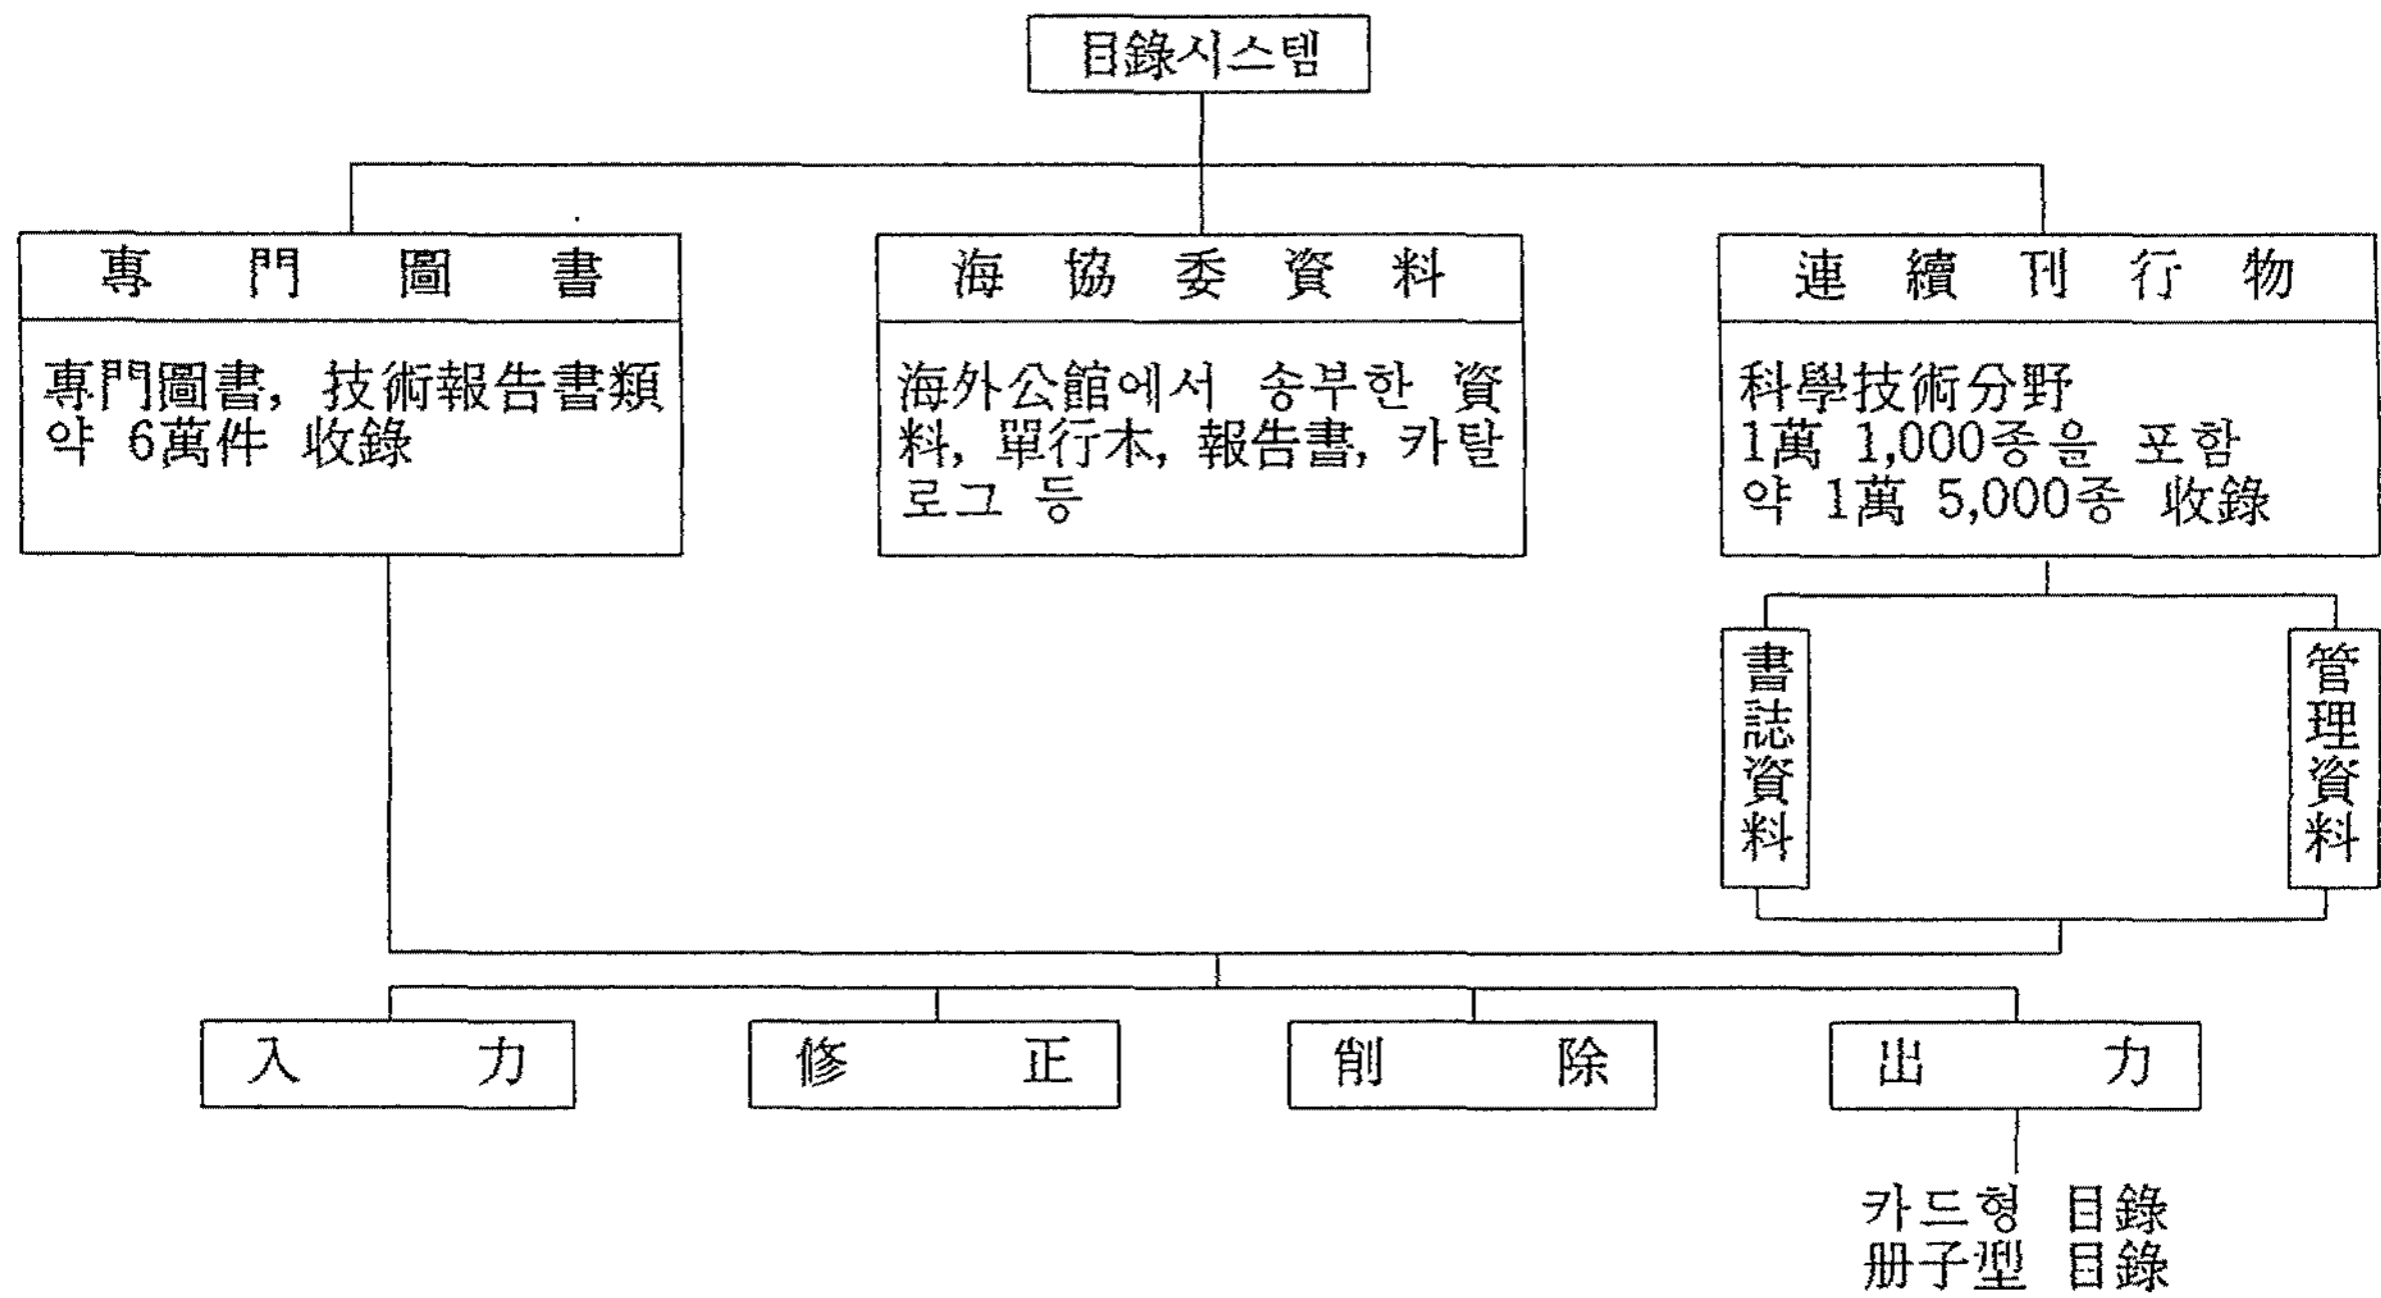 目錄시스템
專門圖書
專門圖書, 技術報告書類
약 6萬件 收錄
海協委資料
海外公館에서 송부한 資
料, 單行本, 報告書, 카탈
로그 등
連續刊行物
科學技術分野
1萬 1,000종을 포함
약 1萬 5,000종 收錄
書誌資料
管理資料
入力
修正
削除
出力
카드형 目錄
册子型 目錄